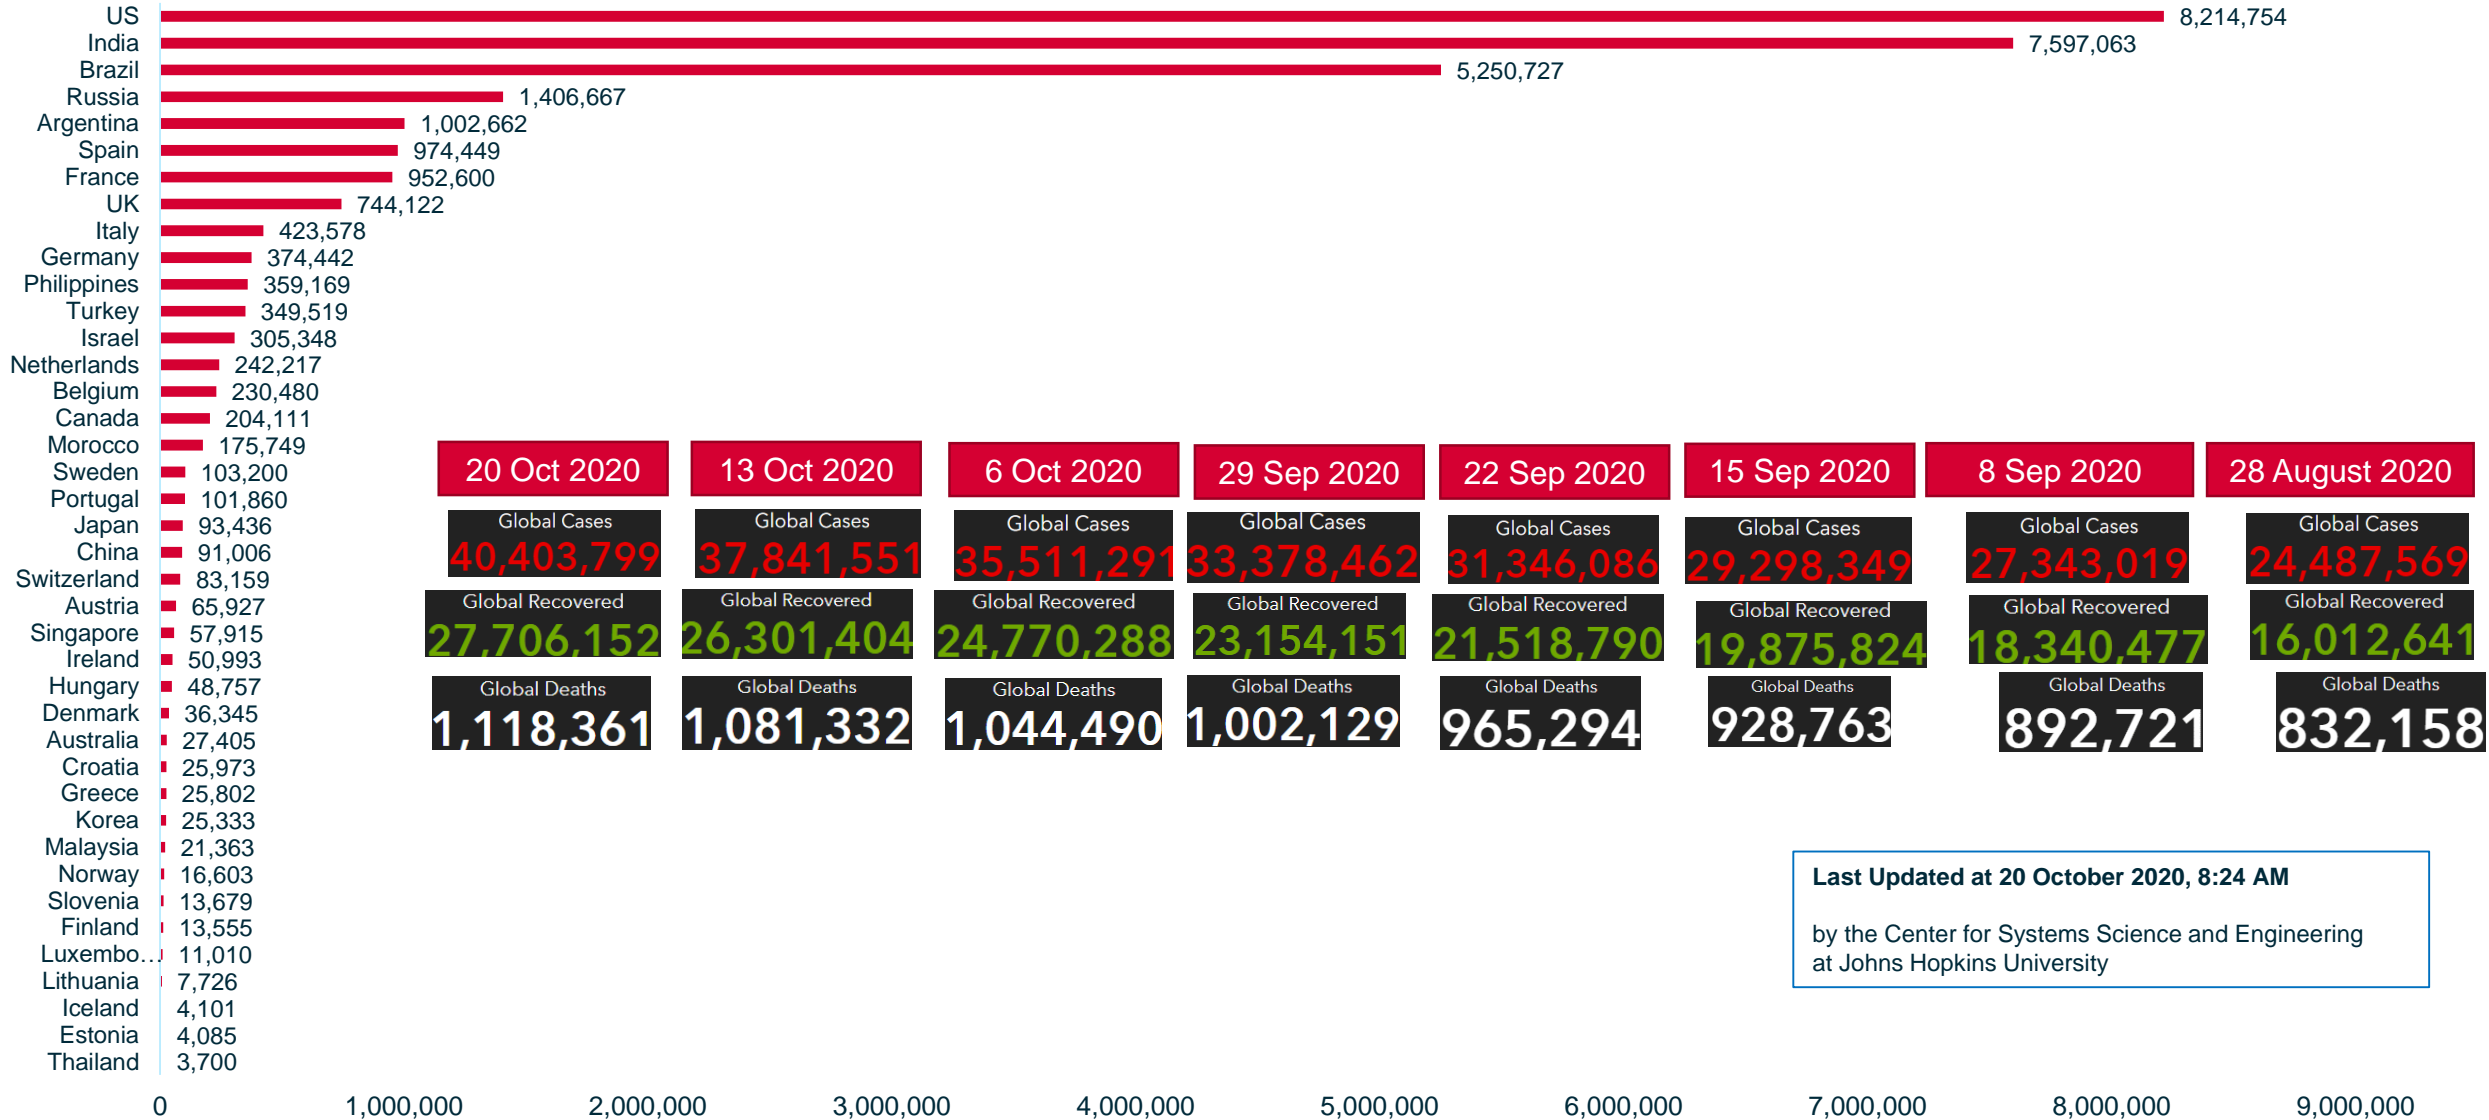 US 8,214,754
India 7,597,063
Brazil 5,250,727
Russia 1,406,667
Argentina 1,002,662
Spain 974,449
France 952,600
UK 744,122
Italy 423,578
Germany 374,442
Philippines 359,169
Turkey 349,519
Israel 305,348
Netherlands 242,217
Belgium 230,480
Canada 204,111
Morocco 175,749
Sweden 103,200
Portugal 101,860
Japan 93,436
China 91,006
Switzerland 83,159
Austria 65,927
Singapore 57,915
Ireland 50,993
Hungary 48,757
Denmark 36,345
Australia 27,405
Croatia 25,973
Greece 25,802
Korea 25,333
Malaysia 21,363
Norway 16,603
Slovenia 13,679
Finland 13,555
Luxembo... 11,010
Lithuania 7,726
Iceland 4,101
Estonia 4,085
Thailand 3,700
0 1,000,000 2,000,000 3,000,000 4,000,000 5,000,000 6,000,000 7,000,000 8,000,000 9,000,000
20 Oct 2020
Global Cases
40,403,799
Global Recovered
27,706,152
Global Deaths
1,118,361
13 Oct 2020
Global Cases
37,841,551
Global Recovered
26,301,404
Global Deaths
1,081,332
6 Oct 2020
Global Cases
35,511,291
Global Recovered
24,770,288
Global Deaths
1,044,490
29 Sep 2020
Global Cases
33,378,462
Global Recovered
23,154,151
Global Deaths
1,002,129
22 Sep 2020
Global Cases
31,346,086
Global Recovered
21,518,790
Global Deaths
965,294
15 Sep 2020
Global Cases
29,298,349
Global Recovered
19,875,824
Global Deaths
928,763
8 Sep 2020
Global Cases
27,343,019
Global Recovered
18,340,477
Global Deaths
892,721
28 August 2020
Global Cases
24,487,569
Global Recovered
16,012,641
Global Deaths
832,158
Last Updated at 20 October 2020, 8:24 AM
by the Center for Systems Science and Engineering
at Johns Hopkins University